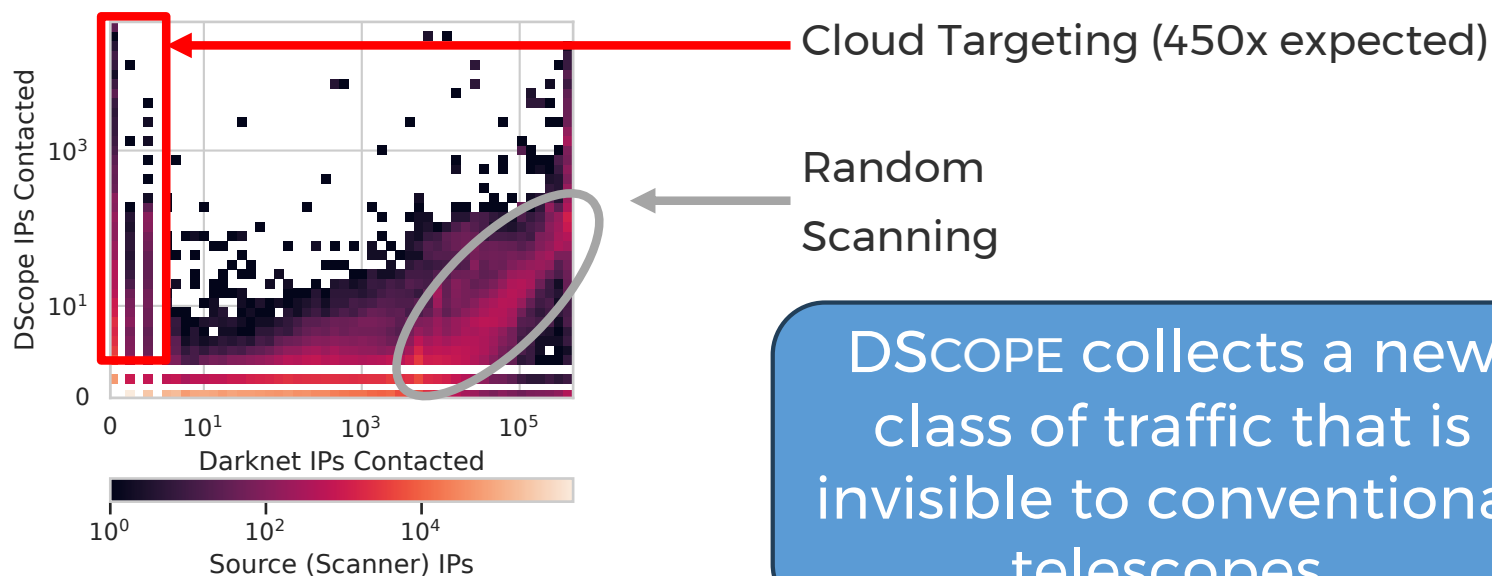 Cloud Targeting (450x expected)
Random
Scanning
DSCOPE collects a new
class of traffic that is
invisible to conventiona
telescopes
DScope IPs Contacted
10³
10¹
0
0 10¹ 10³ 10⁵
Darknet IPs Contacted
10⁰ 10² 10⁴
Source (Scanner) IPs